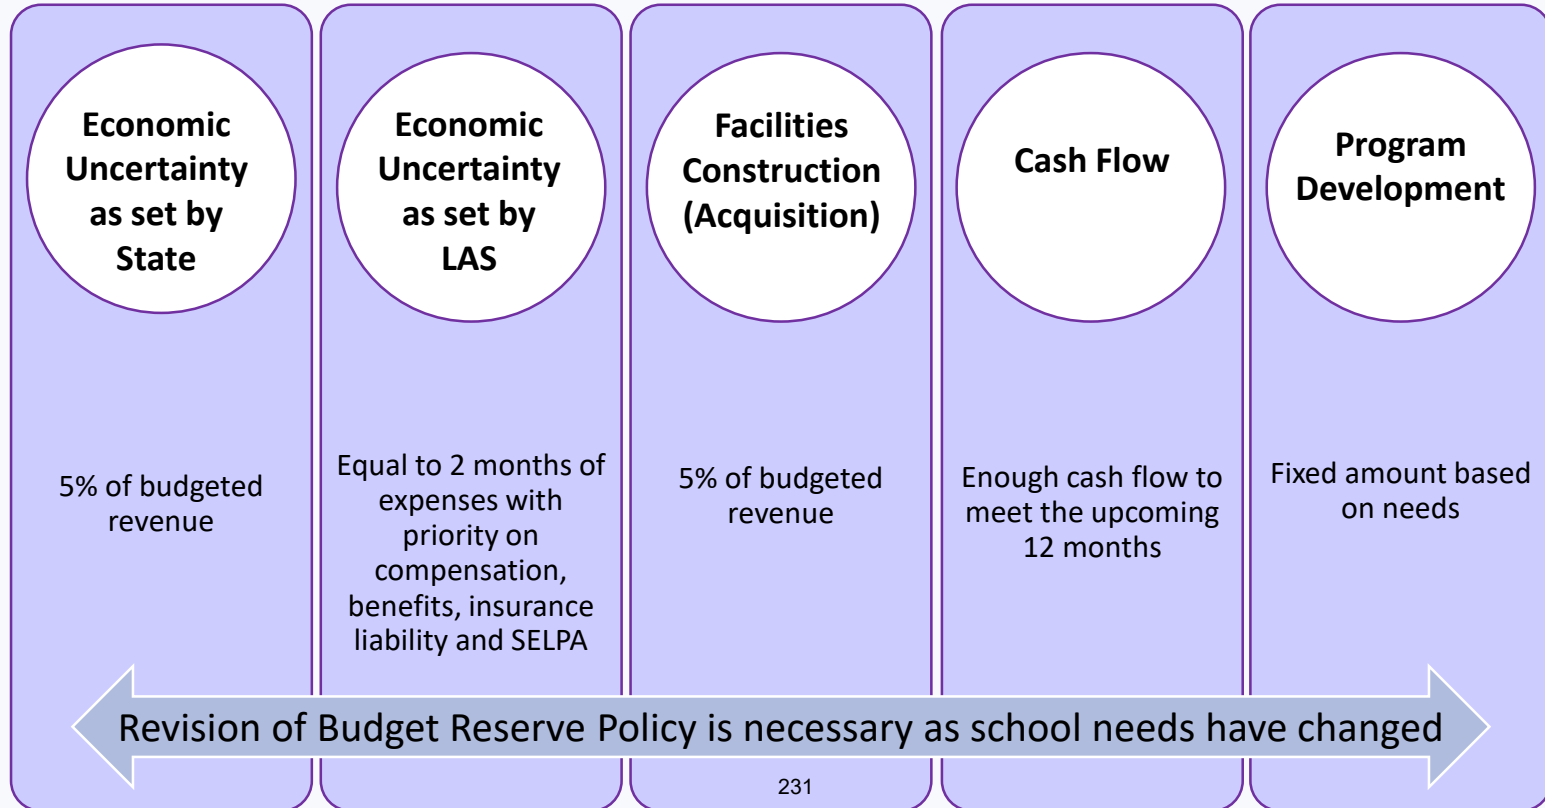 Economic
Uncertainty
as set by
State
Economic
Uncertainty
as set by
LAS
Facilities
Construction
(Acquisition)
Cash Flow
Program
Development
5% of budgeted
revenue
Equal to 2 months of
expenses with
priority on
compensation,
benefits, insurance
liability and SELPA
5% of budgeted
revenue
Enough cash flow to
meet the upcoming
12 months
Fixed amount based
on needs
Revision of Budget Reserve Policy is necessary as school needs have changed
231